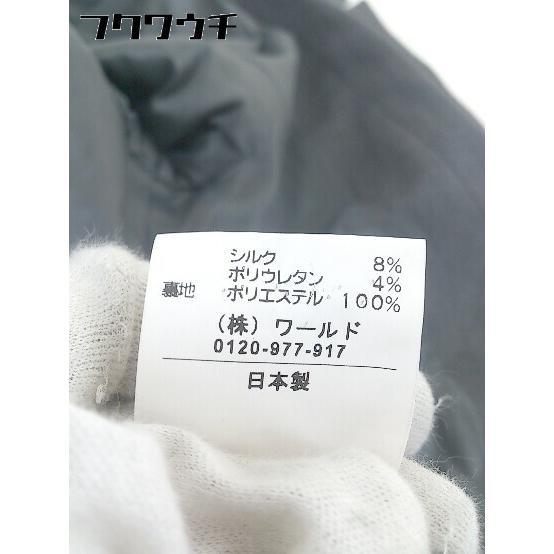 フクワウチ
シルク 8%
ポリウレタン 4%
裏地 ポリエステル 100%
(株) ワールド
0120-977-917
日本製